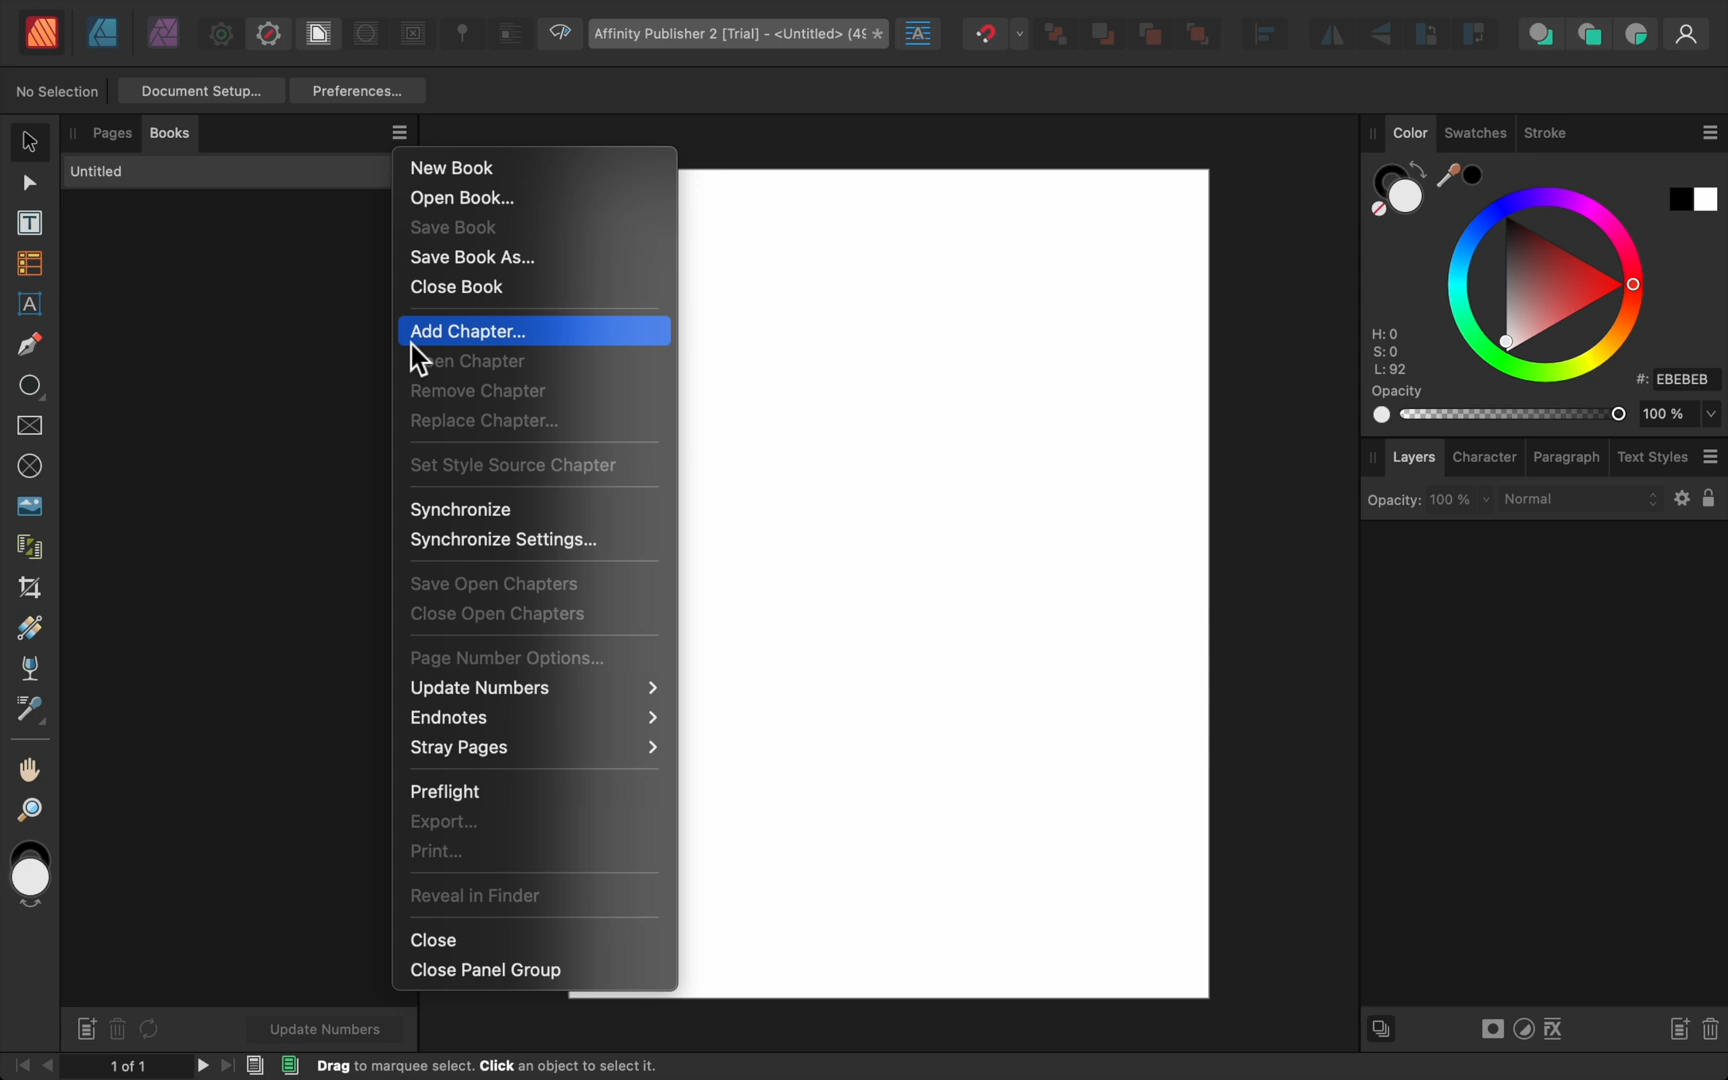 Affinity Publisher 2 [Trial] - <Untitled> (49 *
No Selection
Document Setup...
Preferences...
Pages
Books
Untitled
New Book
Open Book...
Save Book
Save Book As...
Close Book
Add Chapter...
en Chapter
Remove Chapter
Replace Chapter...
Set Style Source Chapter
Synchronize
Synchronize Settings...
Save Open Chapters
Close Open Chapters
Page Number Options...
Update Numbers
Endnotes
Stray Pages
Preflight
Export...
Print...
Reveal in Finder
Close
Close Panel Group
Color
Swatches
Stroke
H: 0
S: 0
L: 92
#: EBEBEB
Opacity
100 %
Layers
Character
Paragraph
Text Styles
Opacity: 100 %
Normal
Update Numbers
1 of 1
Drag to marquee select. Click an object to select it.